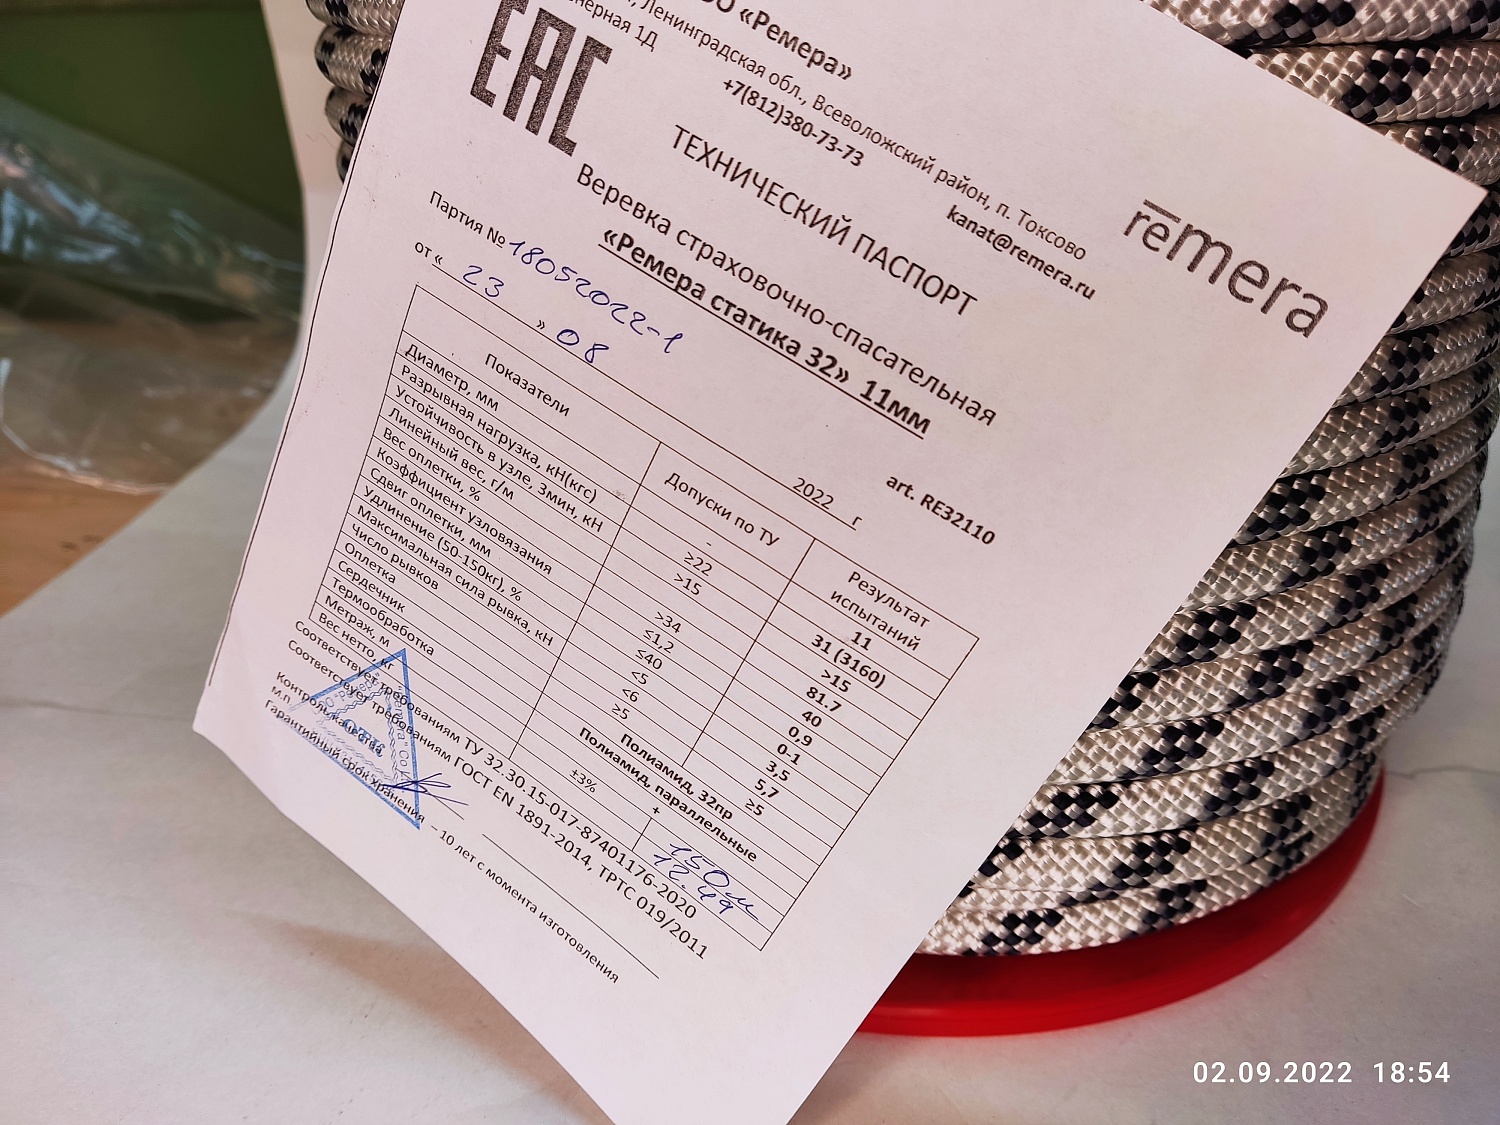 ОО «Ремера»
Ленинградская обл., Всеволожский район, п. Токсово
1Д
+7(812)380-73-73
kanat@remera.ru
rēmera
EAC
ТЕХНИЧЕСКИЙ ПАСПОРТ
Веревка страховочно-спасательная
«Ремера статика 32» 11мм
art. RE32110
Партия № 18052022-1
от « 23 » 08 2022 г
Показатели Допуски по ТУ Результат испытаний
Диаметр, мм - 11
Разрывная нагрузка, кН(кгс) ≥22 31 (3160)
Устойчивость в узле, 3мин, кН >15 >15
Линейный вес, г/м 81.7
Вес оплетки, % >34 40
Коэффициент узловязания ≤1,2 0,9
Сдвиг оплетки, мм ≤40 0-1
Удлинение (50-150кг), % <5 3,5
Максимальная сила рывка, кН <6 5,7
Число рывков ≥5 ≥5
Оплетка Полиамид, 32пр
Сердечник Полиамид, параллельные
Термообработка +
Метраж, м ±3% 150м
Вес нетто, кг 12.49
Соответствует требованиям ТУ 32.30.15-017-87401176-2020
Соответствует требованиям ГОСТ EN 1891-2014, ТРТС 019/2011
Контроль качества
м.п
Гарантийный срок хранения – 10 лет с момента изготовления
02.09.2022 18:54